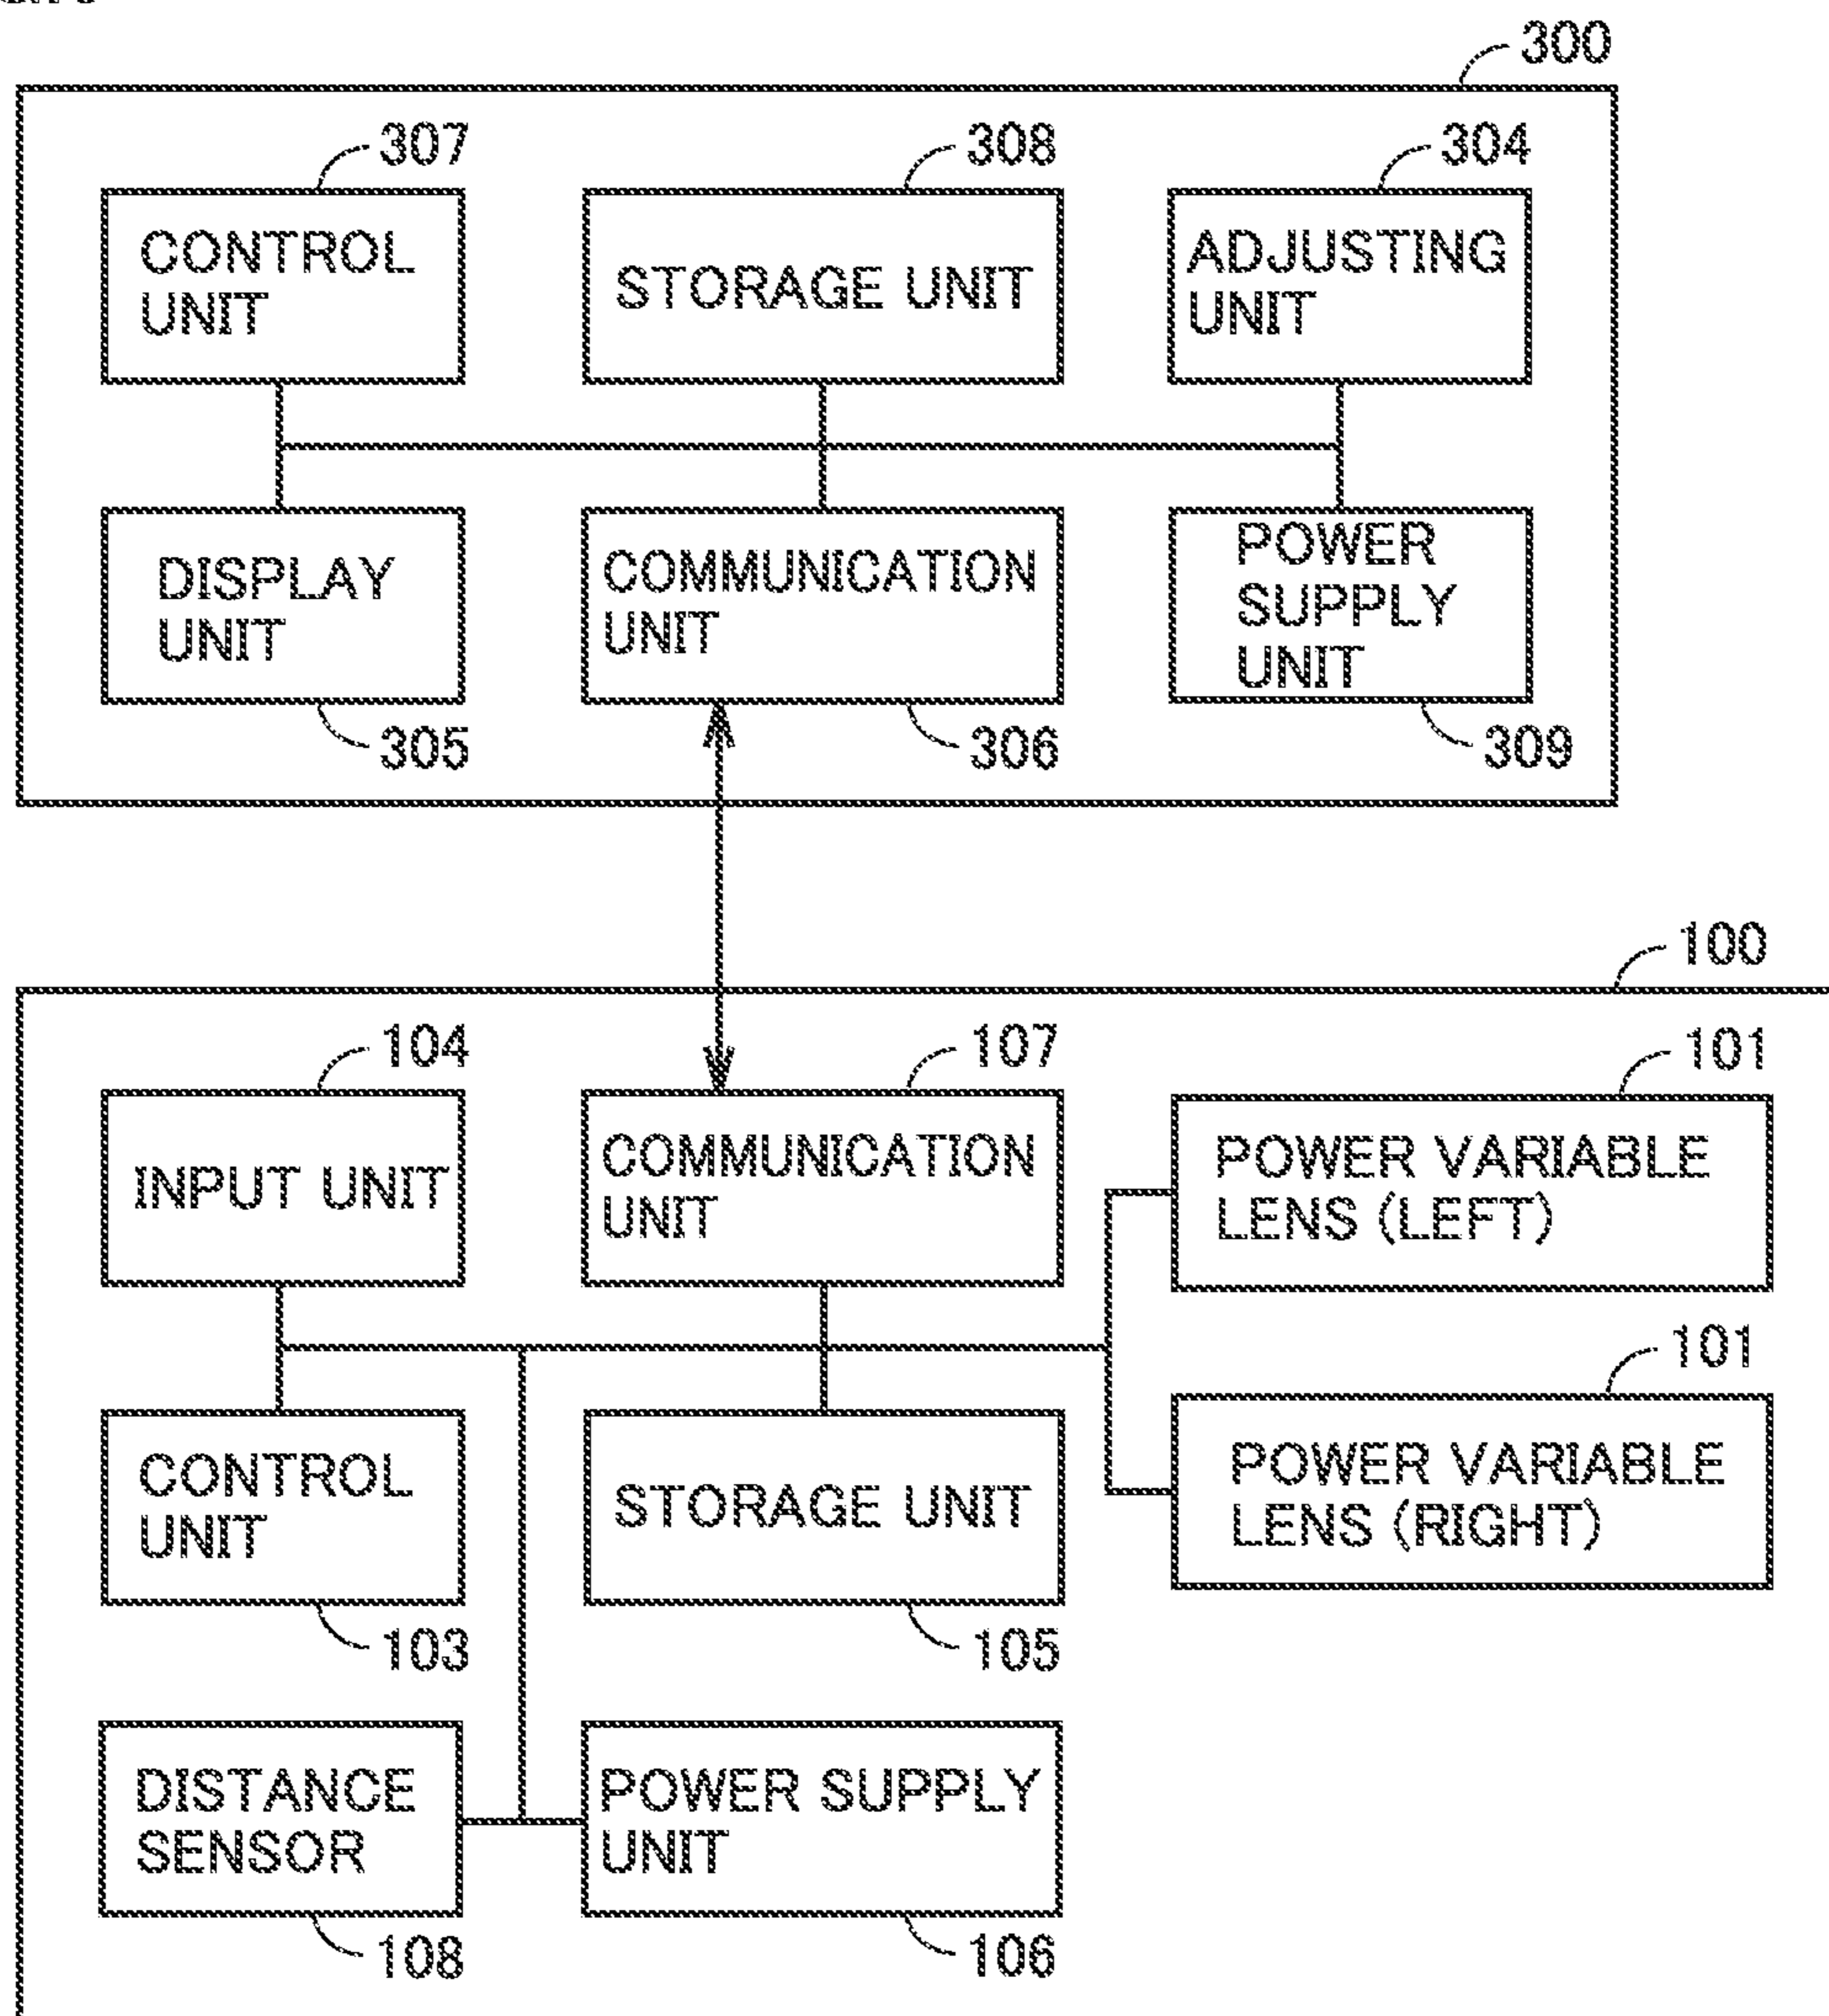 300
307
308
304
CONTROL
UNIT
STORAGE UNIT
ADJUSTING
UNIT
DISPLAY
UNIT
COMMUNICATION
UNIT
POWER
SUPPLY
UNIT
305
306
309
100
104
107
101
INPUT UNIT
COMMUNICATION
UNIT
POWER VARIABLE
LENS (LEFT)
101
CONTROL
UNIT
STORAGE UNIT
POWER VARIABLE
LENS (RIGHT)
103
105
DISTANCE
SENSOR
POWER SUPPLY
UNIT
108
106